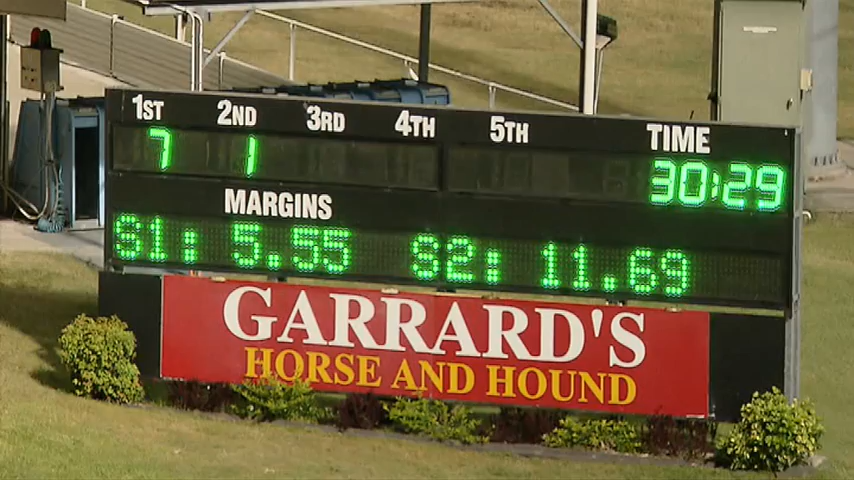 1ST 2ND 3RD 4TH 5TH TIME
7 1 30:29
MARGINS
S1: 5.55 S2: 11.69
GARRARD'S
HORSE AND HOUND